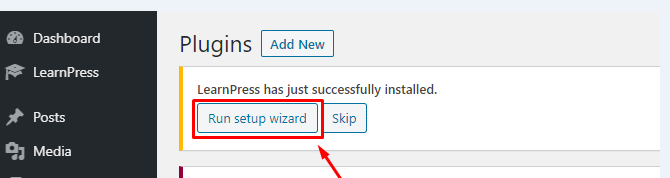 Dashboard
LearnPress
Posts
Media
Plugins Add New
LearnPress has just successfully installed.
Run setup wizard Skip